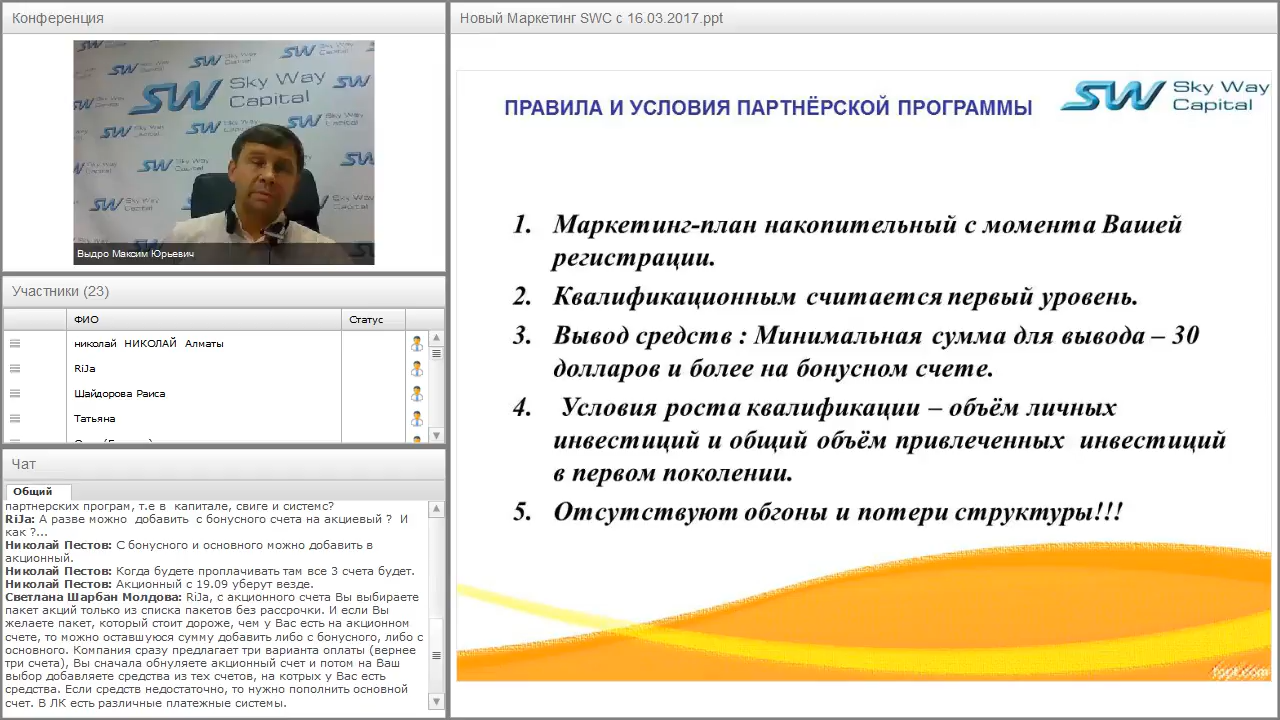 Конференция
Sky Way
Capital
Выдро Максим Юрьевич
Участники (23)
ФИО
Статус
николай НИКОЛАЙ Алматы
RiJa
Шайдорова Раиса
Татьяна
Чат
Общий
партнерских програм, т.е в капитале, свиге и системс?
RiJa: А разве можно добавить с бонусного счета на акциевый ? И
как ?...
Николай Пестов: С бонусного и основного можно добавить в
акционный.
Николай Пестов: Когда будете проплачивать там все 3 счета будет.
Николай Пестов: Акционный с 19.09 уберут везде.
Светлана Шарбан Молдова: RiJa, с акционного счета Вы выбираете
пакет акций только из списка пакетов без рассрочки. И если Вы
желаете пакет, который стоит дороже, чем у Вас есть на акционном
счете, то можно оставшуюся сумму добавить либо с бонусного, либо с
основного. Компания сразу предлагает три варианта оплаты (вернее
три счета), Вы сначала обнуляете акционный счет и потом на Ваш
выбор добавляете средства из тех счетов, на котрых у Вас есть
средства. Если средств недостаточно, то нужно пополнить основной
счет. В ЛК есть различные платежные системы.
Новый Маркетинг SWC с 16.03.2017.ppt
ПРАВИЛА И УСЛОВИЯ ПАРТНЁРСКОЙ ПРОГРАММЫ
SW Sky Way
Capital
1. Маркетинг-план накопительный с момента Вашей
регистрации.
2. Квалификационным считается первый уровень.
3. Вывод средств : Минимальная сумма для вывода – 30
долларов и более на бонусном счете.
4. Условия роста квалификации – объём личных
инвестиций и общий объём привлеченных инвестиций
в первом поколении.
5. Отсутствуют обгоны и потери структуры!!!
fppt.com